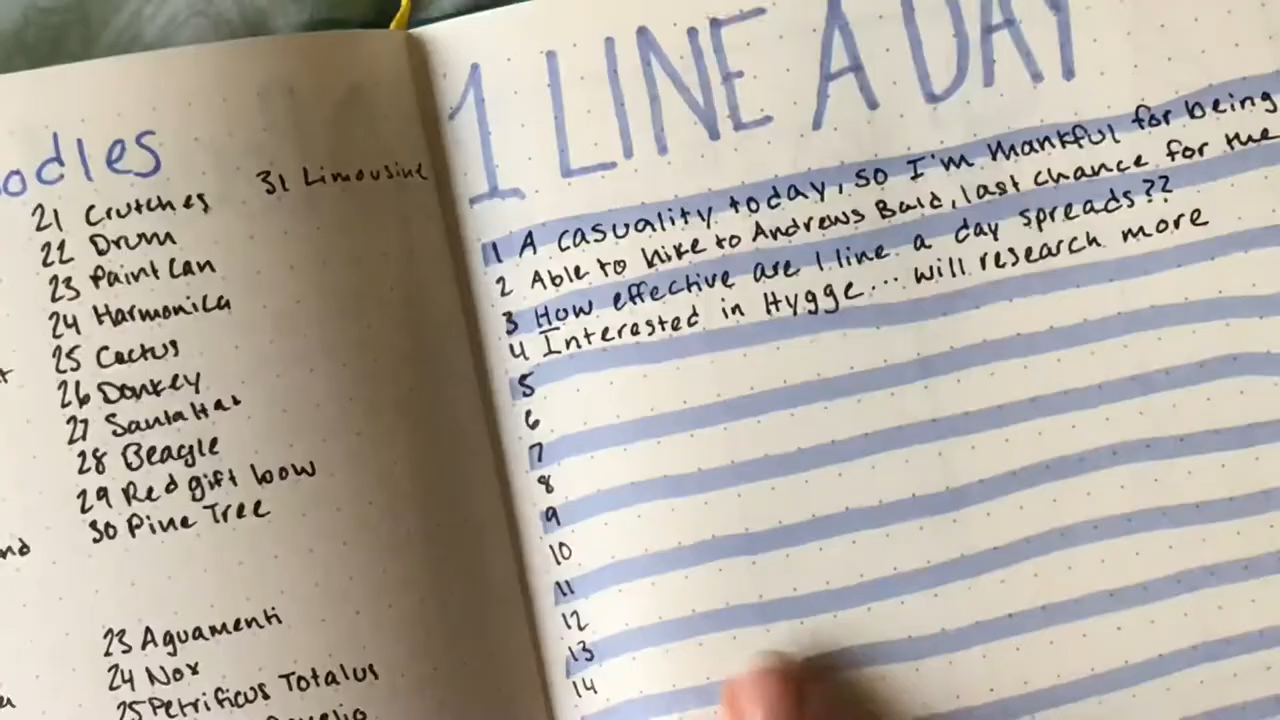 odles
21 Crutches
22 Drum
23 Paint Can
24 Harmonica
25 Cactus
26 Donkey
27 Santa Hat
28 Beagle
29 Red gift bow
30 Pine Tree
31 Limousine
23 Aguamenti
24 Nox
25 Petrificus Totalus
1 LINE A DAY
1 A casuality today, so I'm thankful for being
2 Able to hike to Andrews Bald, last chance for the
3 How effective are 1 line a day spreads??
4 Interested in Hygge... will research more
5
6
7
8
9
10
11
12
13
14